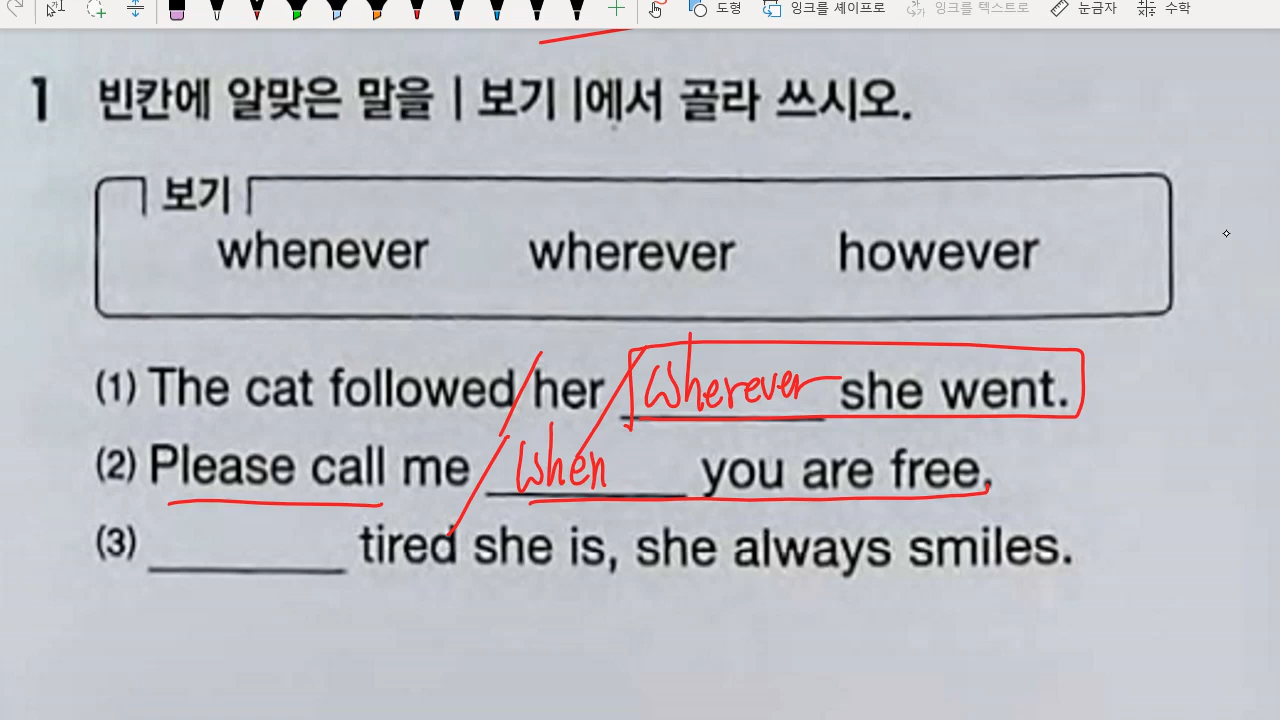 도형 잉크를 셰이프로 잉크를 텍스트로 눈금자 수학
1 빈칸에 알맞은 말을 | 보기 |에서 골라 쓰시오.
| 보기 |
whenever wherever however
(1) The cat followed her wherever she went.
(2) Please call me when you are free.
(3) ________ tired she is, she always smiles.